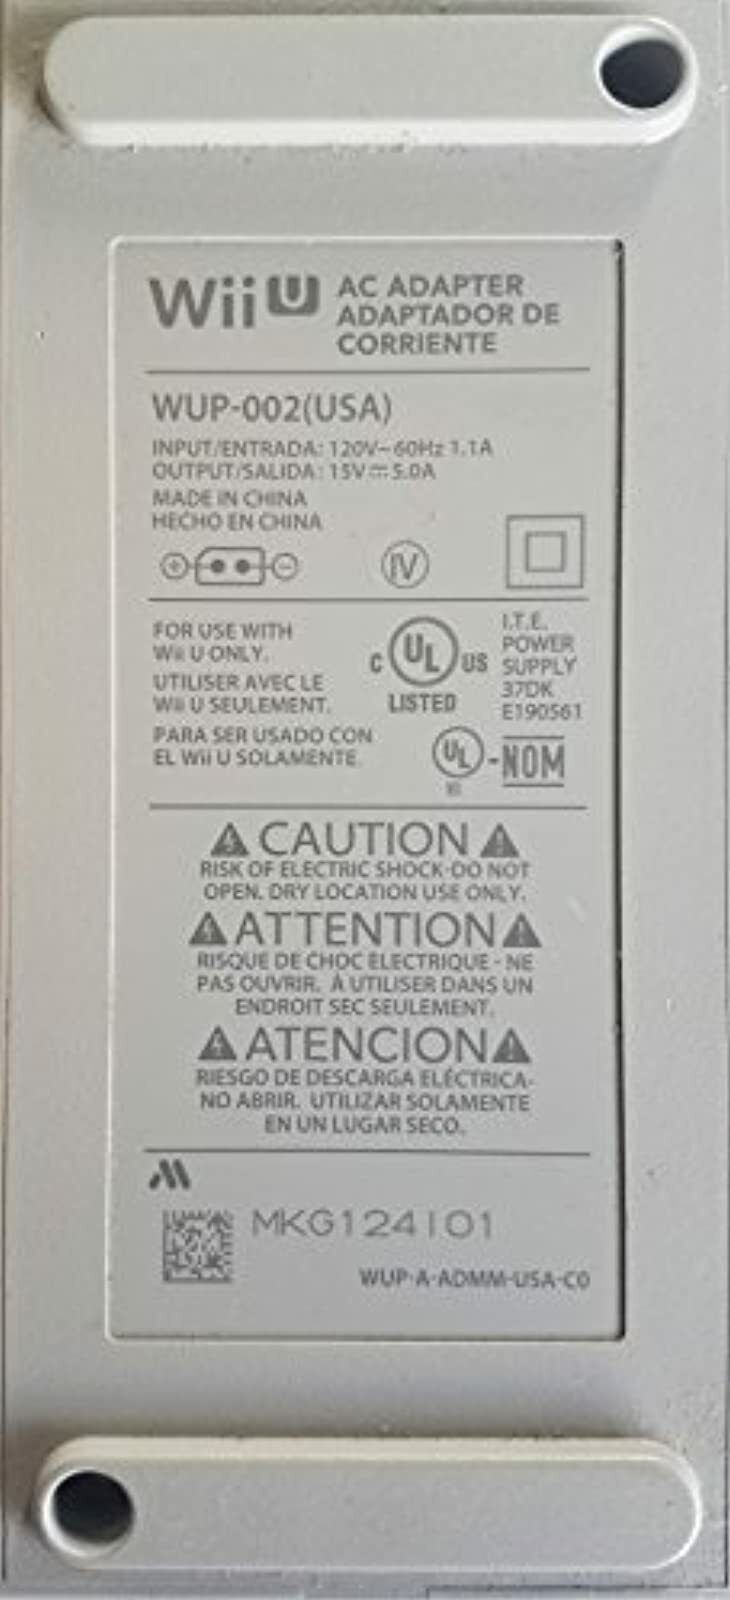 Wii U AC ADAPTER
ADAPTADOR DE
CORRIENTE
WUP-002(USA)
INPUT/ENTRADA: 120V~60Hz 1.1A
OUTPUT/SALIDA: 15V⎓5.0A
MADE IN CHINA
HECHO EN CHINA
IV
FOR USE WITH
Wii U ONLY.
UTILISER AVEC LE
Wii U SEULEMENT.
PARA SER USADO CON
EL Wii U SOLAMENTE.
C UL US
LISTED
I.T.E.
POWER
SUPPLY
37DK
E190561
UL-NOM
CAUTION
RISK OF ELECTRIC SHOCK-DO NOT
OPEN. DRY LOCATION USE ONLY.
ATTENTION
RISQUE DE CHOC ÉLECTRIQUE - NE
PAS OUVRIR. À UTILISER DANS UN
ENDROIT SEC SEULEMENT.
ATENCION
RIESGO DE DESCARGA ELÉCTRICA-
NO ABRIR. UTILIZAR SOLAMENTE
EN UN LUGAR SECO.
MKG124101
WUP-A-ADMM-USA-C0